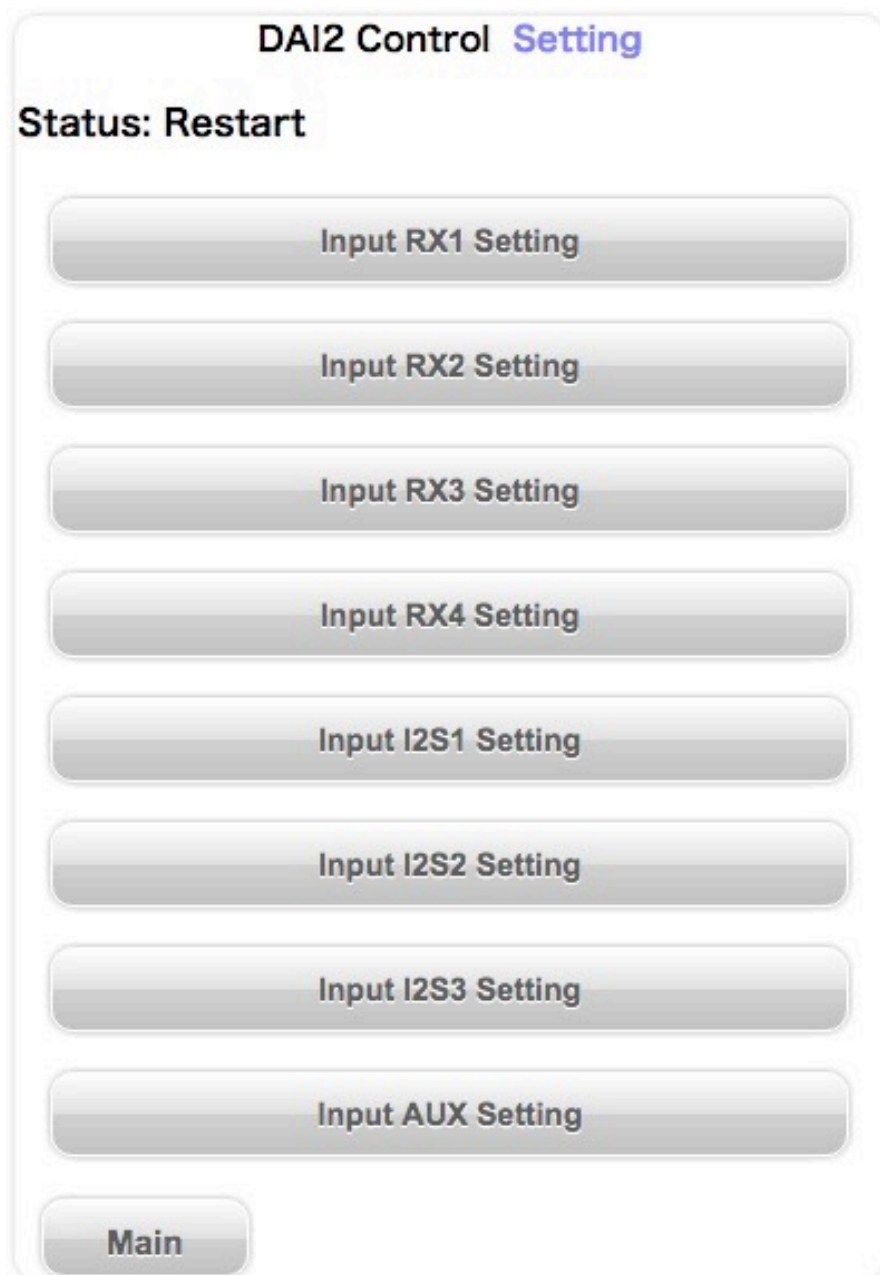 DAI2 Control Setting
Status: Restart
Input RX1 Setting
Input RX2 Setting
Input RX3 Setting
Input RX4 Setting
Input I2S1 Setting
Input I2S2 Setting
Input I2S3 Setting
Input AUX Setting
Main